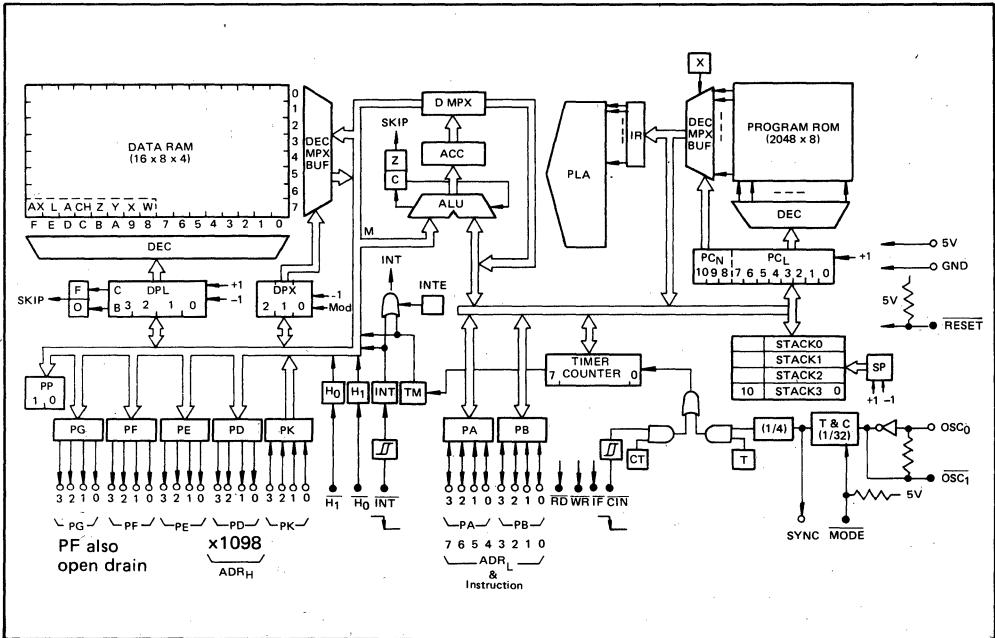 DATA RAM
(16 x 8 x 4)
0
1
2
3
4
5
6
7
AX L A CH Z Y X W
F E D C B A 9 8 7 6 5 4 3 2 1 0
DEC
MPX
BUF
DEC
SKIP
F
O
C
B
DPL
3 2 1 0
+1
-1
DPX
2 1 0
-1
Mod
D MPX
SKIP
ACC
Z
C
ALU
M
INT
INTE
PLA
IR
X
DEC
MPX
BUF
PROGRAM ROM
(2048 x 8)
DEC
PCN PCL
10 9 8 7 6 5 4 3 2 1 0
+1
5V
GND
5V
RESET
STACK0
STACK1
STACK2
10 STACK3 0
SP
+1 -1
TIMER
COUNTER
7 0
PP
1 0
H0 H1 INT TM
PG PF PE PD PK
PA PB
CT
T
(1/4)
T & C
(1/32)
OSC0
OSC1
5V
3 2 1 0 3 2 1 0 3 2 1 0 3 2 1 0 3 2 1 0
H1 H0 INT
3 2 1 0 3 2 1 0
RD WR IF CIN
SYNC MODE
PG PF PE PD PK
PA PB
PF also
open drain
x1098
ADRH
7 6 5 4 3 2 1 0
ADRL
&
Instruction